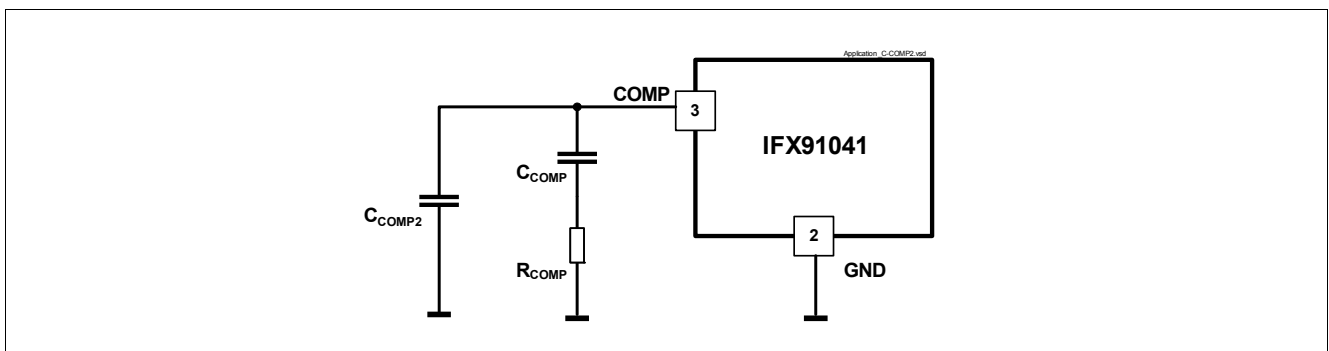 Application_C-COMP2.vsd
COMP
3
IFX91041
CCOMP
CCOMP2
2
RCOMP
GND